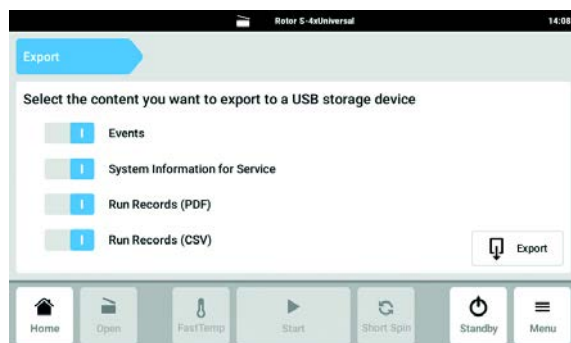 Rotor S-4xUniversal 14:08
Export
Select the content you want to export to a USB storage device
Events
System Information for Service
Run Records (PDF)
Run Records (CSV)
Export
Home Open FastTemp Start Short Spin Standby Menu